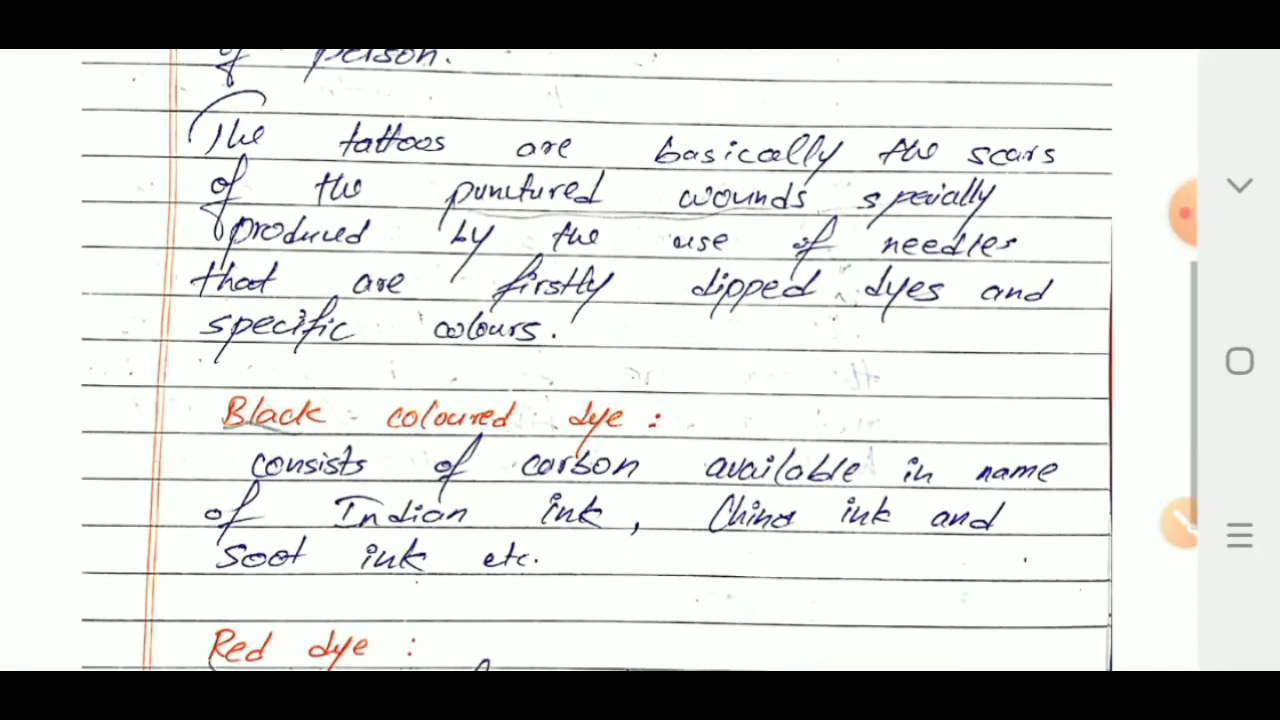 of person.
The tattoos are basically the scars
of the punctured wounds specially
produced by the use of needles
that are firstly dipped dyes and
specific colours.
Black coloured dye :
consists of carbon available in name
of Indian ink, China ink and
Soot ink etc.
Red dye :